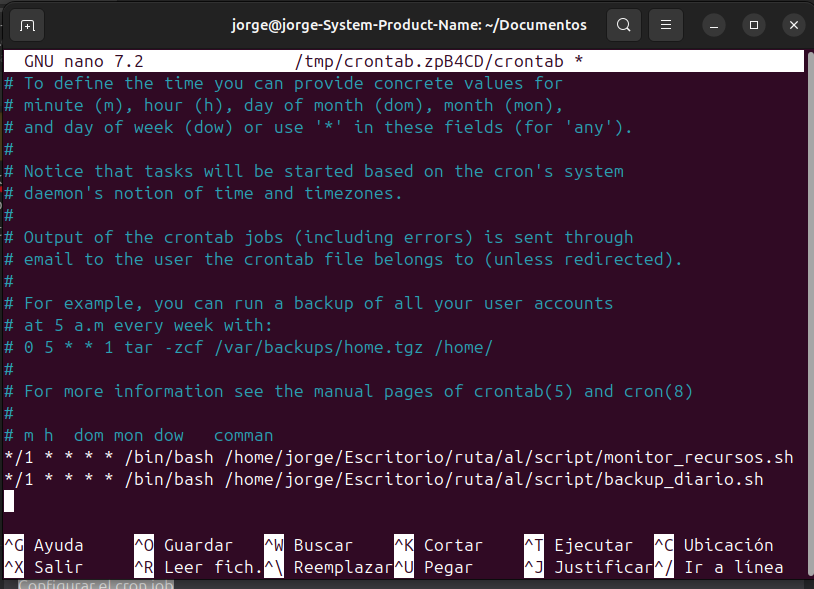 jorge@jorge-System-Product-Name: ~/Documentos
GNU nano 7.2 /tmp/crontab.zpB4CD/crontab *
# To define the time you can provide concrete values for
# minute (m), hour (h), day of month (dom), month (mon),
# and day of week (dow) or use '*' in these fields (for 'any').
#
# Notice that tasks will be started based on the cron's system
# daemon's notion of time and timezones.
#
# Output of the crontab jobs (including errors) is sent through
# email to the user the crontab file belongs to (unless redirected).
#
# For example, you can run a backup of all your user accounts
# at 5 a.m every week with:
# 0 5 * * 1 tar -zcf /var/backups/home.tgz /home/
#
# For more information see the manual pages of crontab(5) and cron(8)
#
# m h  dom mon dow   comman
*/1 * * * * /bin/bash /home/jorge/Escritorio/ruta/al/script/monitor_recursos.sh
*/1 * * * * /bin/bash /home/jorge/Escritorio/ruta/al/script/backup_diario.sh
^G Ayuda ^O Guardar ^W Buscar ^K Cortar ^T Ejecutar ^C Ubicación
^X Salir ^R Leer fich. ^\ Reemplazar ^U Pegar ^J Justificar ^/ Ir a línea
Configurar el cron job